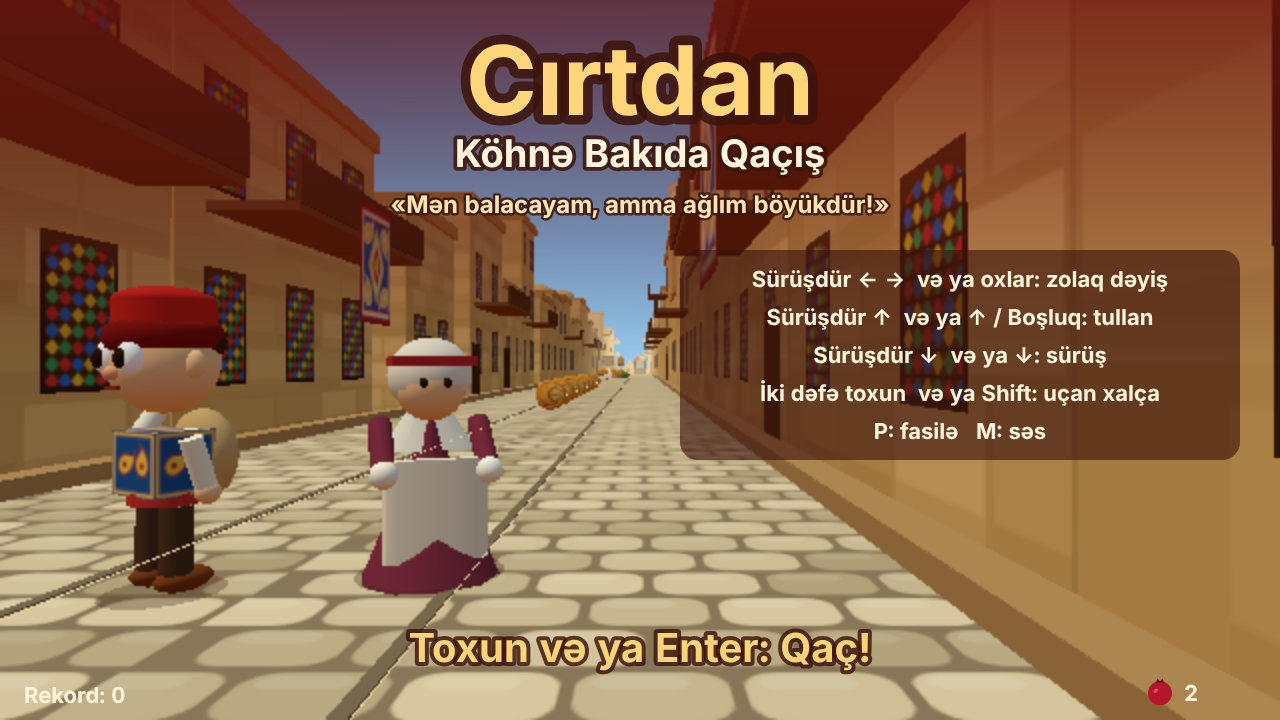 Cırtdan
Köhnə Bakıda Qaçış
«Mən balacayam, amma ağlım böyükdür!»
Sürüşdür ← → və ya oxlar: zolaq dəyiş
Sürüşdür ↑ və ya ↑ / Boşluq: tullan
Sürüşdür ↓ və ya ↓: sürüş
İki dəfə toxun və ya Shift: uçan xalça
P: fasilə M: səs
Toxun və ya Enter: Qaç!
Rekord: 0
2